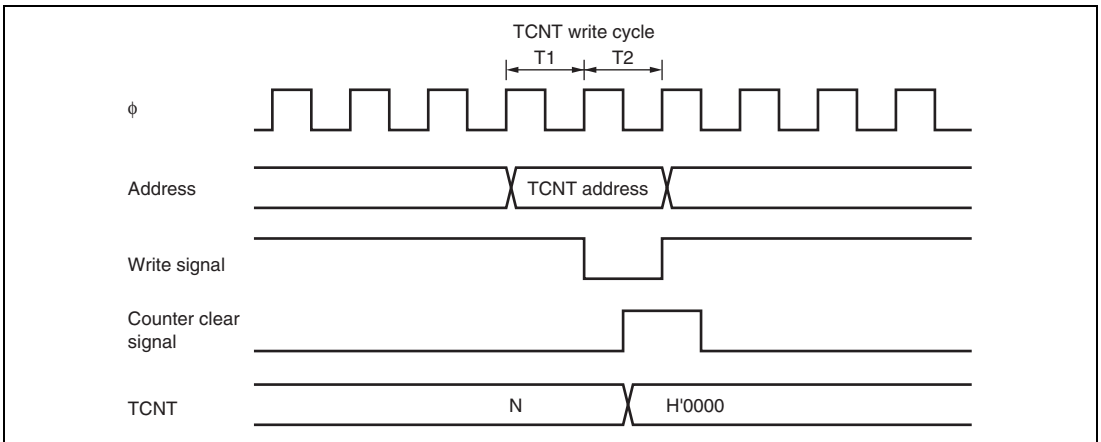 TCNT write cycle
T1 T2
ϕ
Address
TCNT address
Write signal
Counter clear
signal
TCNT
N
H'0000